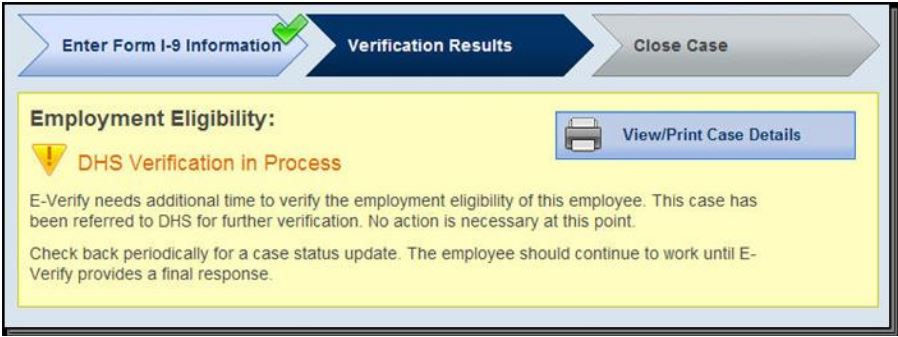 Enter Form I-9 Information
Verification Results
Close Case
Employment Eligibility:
View/Print Case Details
DHS Verification in Process
E-Verify needs additional time to verify the employment eligibility of this employee. This case has
been referred to DHS for further verification. No action is necessary at this point.
Check back periodically for a case status update. The employee should continue to work until E-
Verify provides a final response.